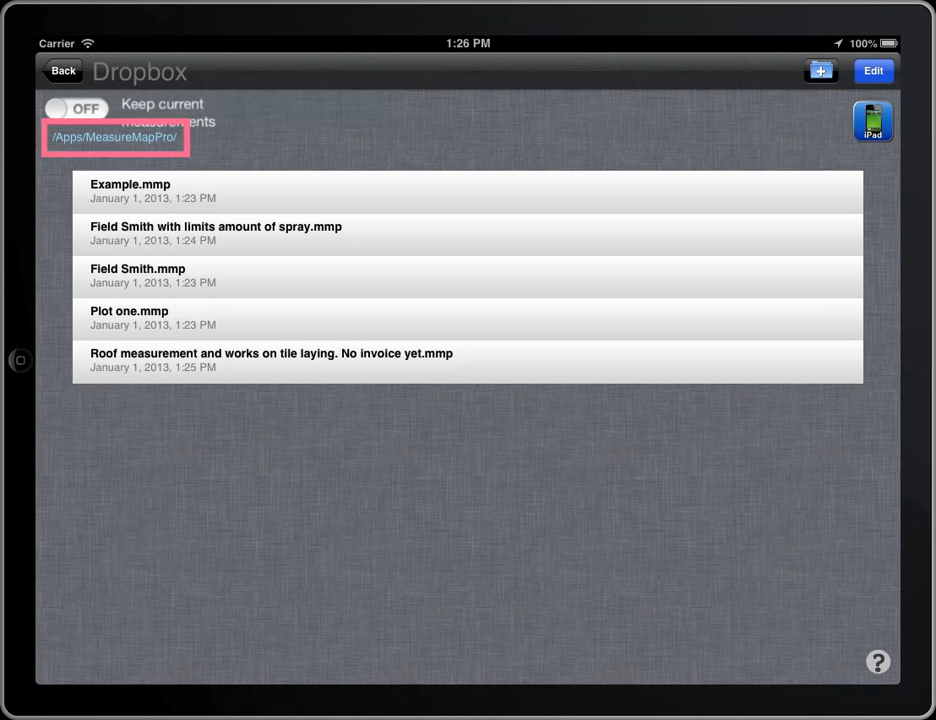 Carrier 1:26 PM 100%
Back Dropbox Edit
OFF Keep current
measurements
/Apps/MeasureMapPro/
iPad
Example.mmp
January 1, 2013, 1:23 PM
Field Smith with limits amount of spray.mmp
January 1, 2013, 1:24 PM
Field Smith.mmp
January 1, 2013, 1:23 PM
Plot one.mmp
January 1, 2013, 1:23 PM
Roof measurement and works on tile laying. No invoice yet.mmp
January 1, 2013, 1:25 PM
?